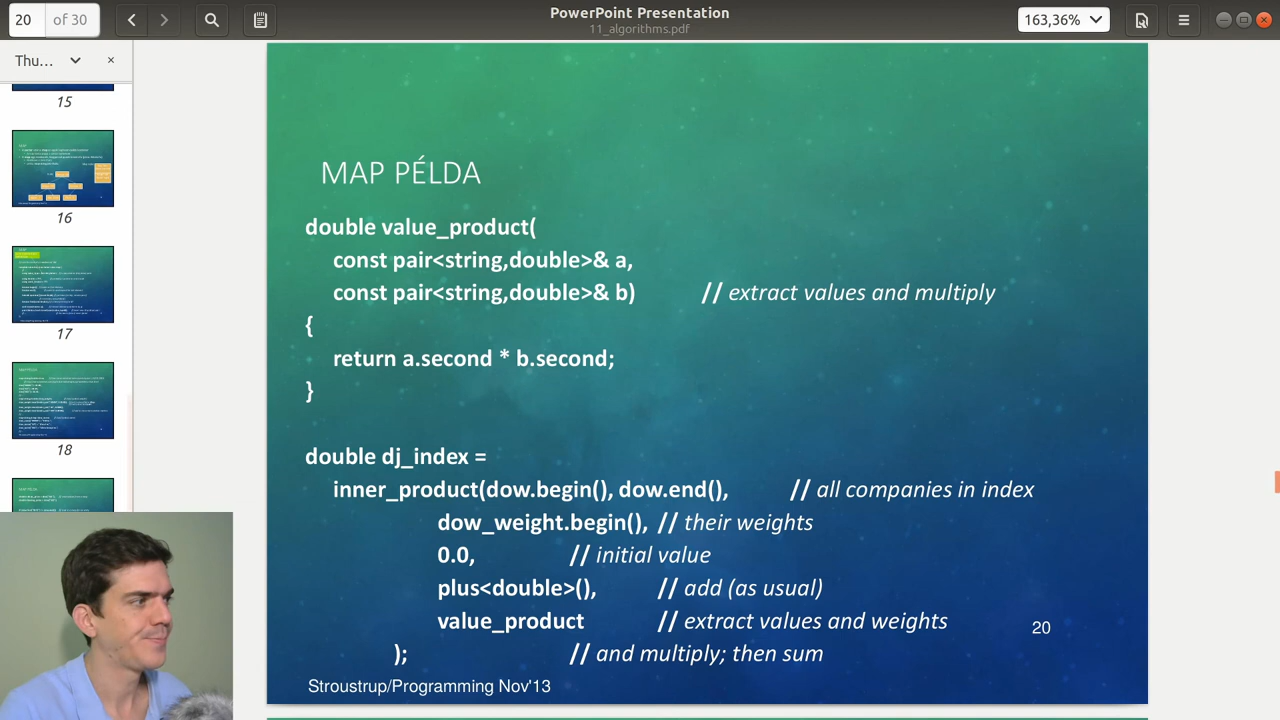 20
of 30
PowerPoint Presentation
11_algorithms.pdf
163,36%
Thu...
15
16
17
18
MAP PÉLDA
double value_product(
const pair<string,double>& a,
const pair<string,double>& b) // extract values and multiply
{
return a.second * b.second;
}
double dj_index =
inner_product(dow.begin(), dow.end(), // all companies in index
dow_weight.begin(), // their weights
0.0, // initial value
plus<double>(), // add (as usual)
value_product // extract values and weights
); // and multiply; then sum
20
Stroustrup/Programming Nov'13